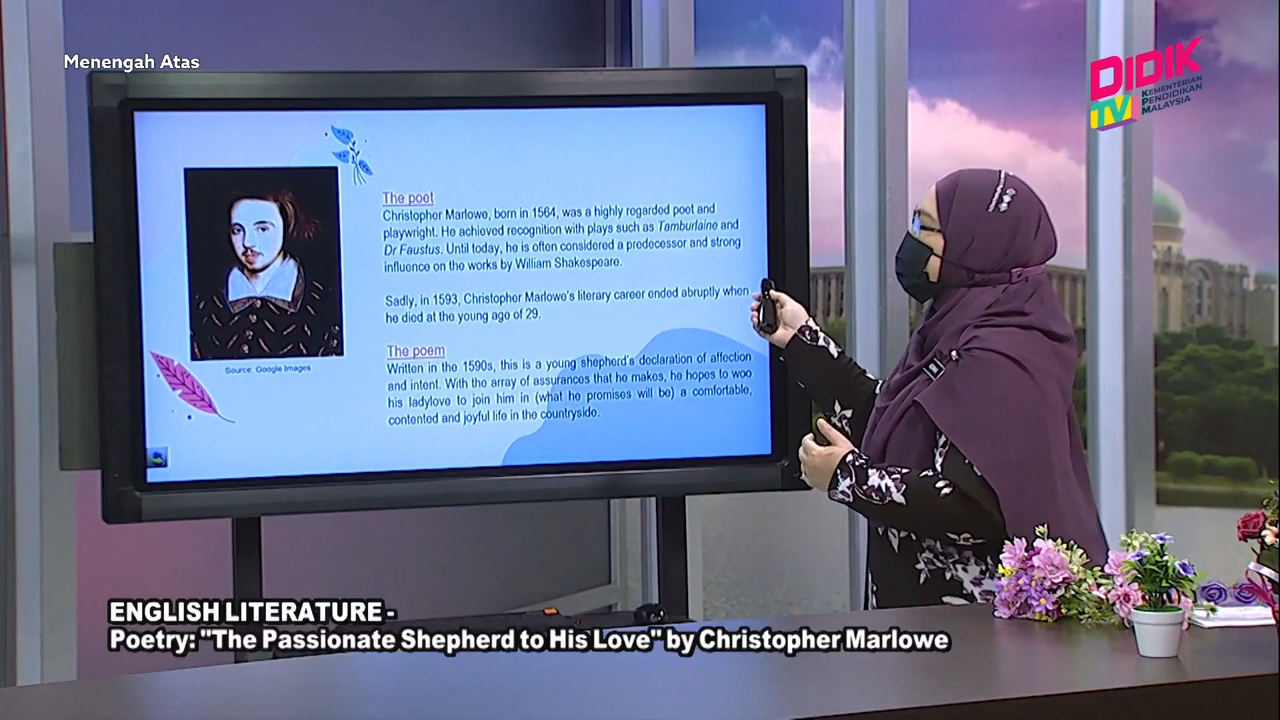 Menengah Atas
DIDIK
TV
KEMENTERIAN
PENDIDIKAN
MALAYSIA
The poet
Christopher Marlowe, born in 1564, was a highly regarded poet and
playwright. He achieved recognition with plays such as Tamburlaine and
Dr Faustus. Until today, he is often considered a predecessor and strong
influence on the works by William Shakespeare.
Sadly, in 1593, Christopher Marlowe's literary career ended abruptly when
he died at the young age of 29.
Source: Google Images
The poem
Written in the 1590s, this is a young shepherd's declaration of affection
and intent. With the array of assurances that he makes, he hopes to woo
his ladylove to join him in (what he promises will be) a comfortable,
contented and joyful life in the countryside.
ENGLISH LITERATURE -
Poetry: "The Passionate Shepherd to His Love" by Christopher Marlowe